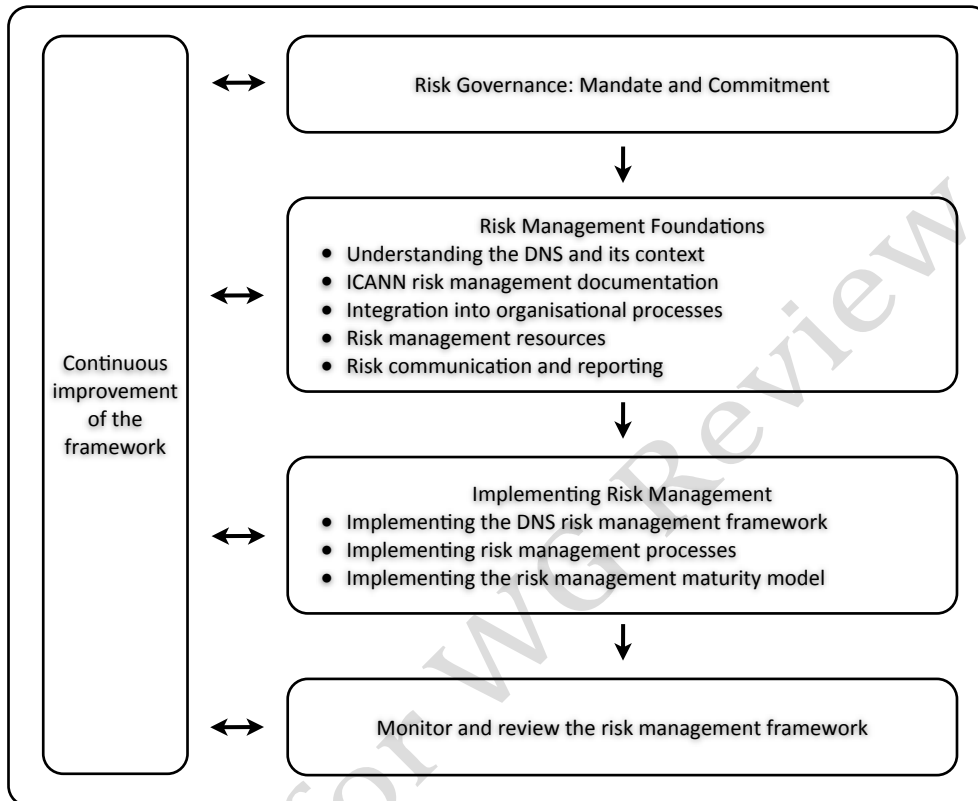 Risk Governance: Mandate and Commitment
Risk Management Foundations
• Understanding the DNS and its context
• ICANN risk management documentation
• Integration into organisational processes
• Risk management resources
• Risk communication and reporting
Continuous
improvement
of the
framework
Implementing Risk Management
• Implementing the DNS risk management framework
• Implementing risk management processes
• Implementing the risk management maturity model
Monitor and review the risk management framework
for WG Review